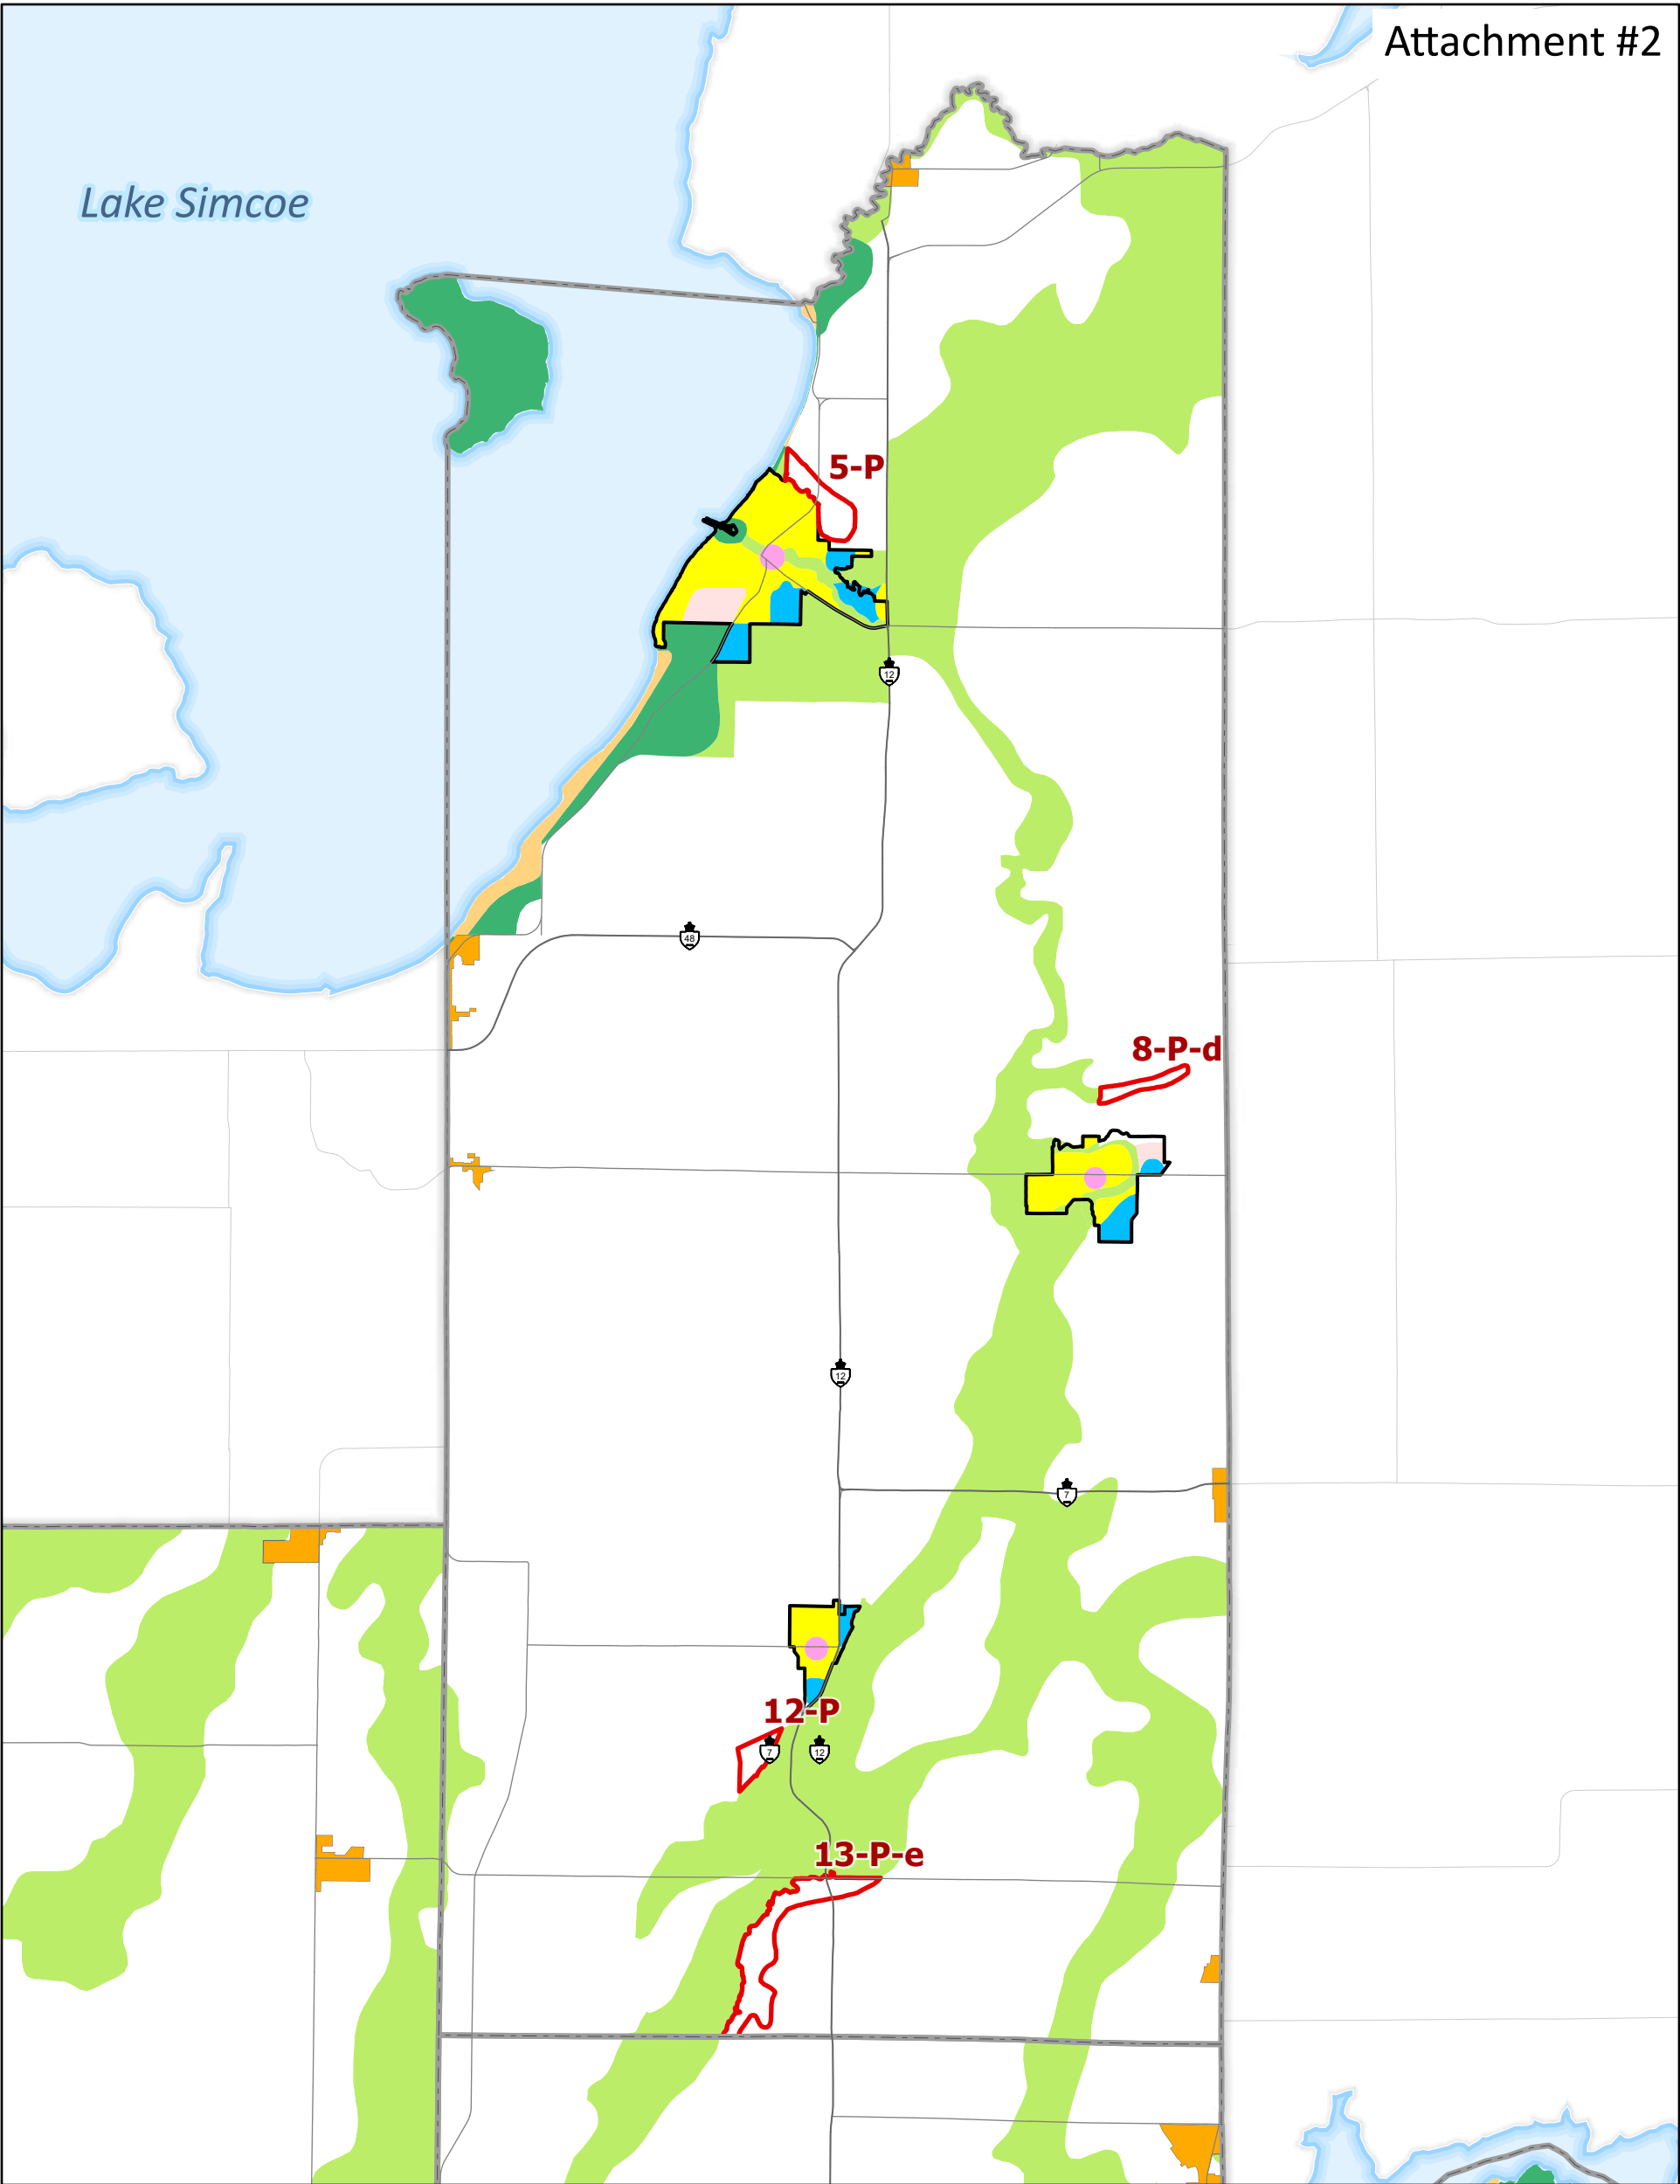 Attachment #2
Lake Simcoe
5-P
12
48
8-P-d
12
7
12-P
7
12
13-P-e